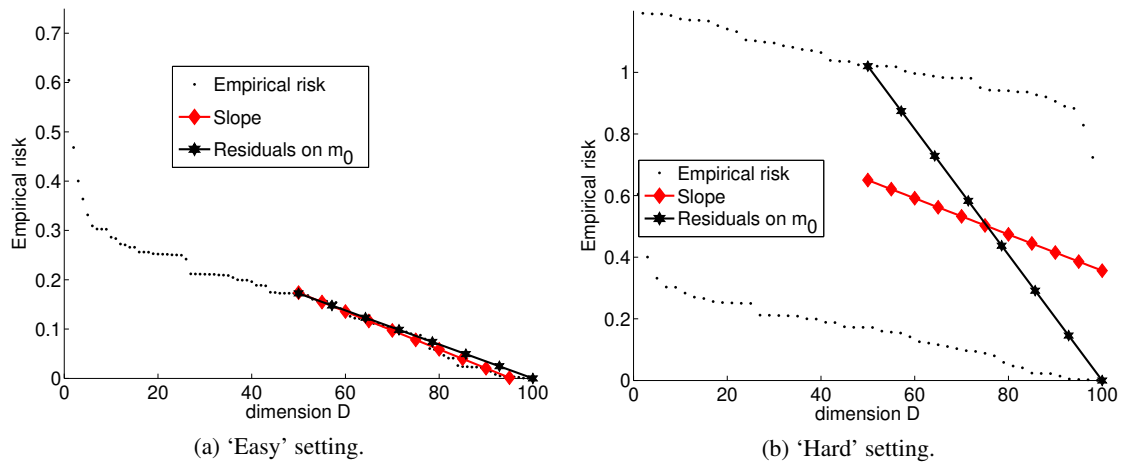 0.7
0.6
0.5
0.4
0.3
0.2
0.1
0
0 20 40 60 80 100
Empirical risk
dimension D
Empirical risk
Slope
Residuals on m0
(a) ‘Easy’ setting.
1
0.8
0.6
0.4
0.2
0
0 20 40 60 80 100
Empirical risk
dimension D
Empirical risk
Slope
Residuals on m0
(b) ‘Hard’ setting.